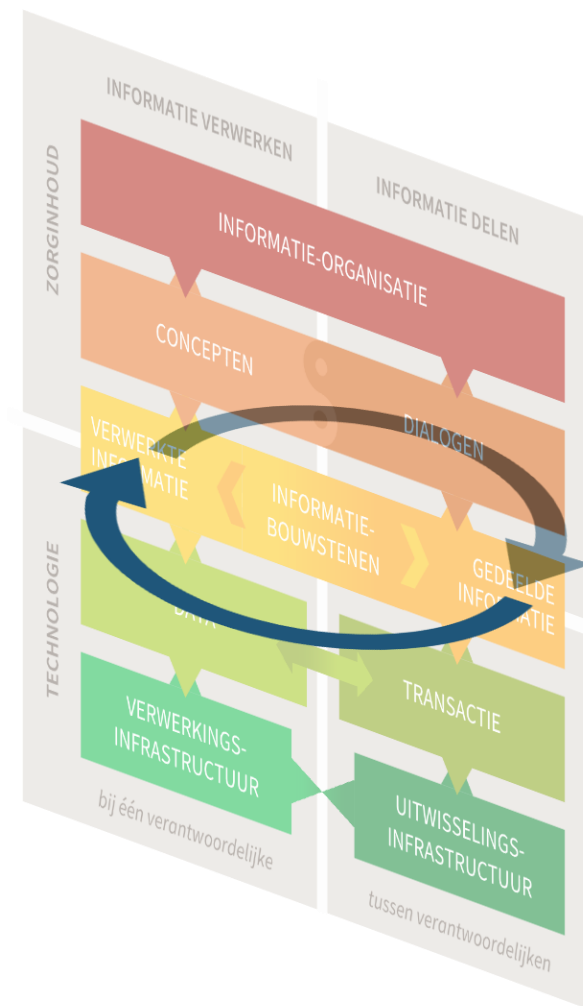 INFORMATIE VERWERKEN
INFORMATIE DELEN
ZORGINHOUD
INFORMATIE-ORGANISATIE
CONCEPTEN
DIALOGEN
VERWERKTE
INFORMATIE
INFORMATIE-
BOUWSTENEN
GEDEELDE
INFORMATIE
TECHNOLOGIE
DATA
TRANSACTIE
VERWERKINGS-
INFRASTRUCTUUR
UITWISSELINGS-
INFRASTRUCTUUR
bij één verantwoordelijke
tussen verantwoordelijken